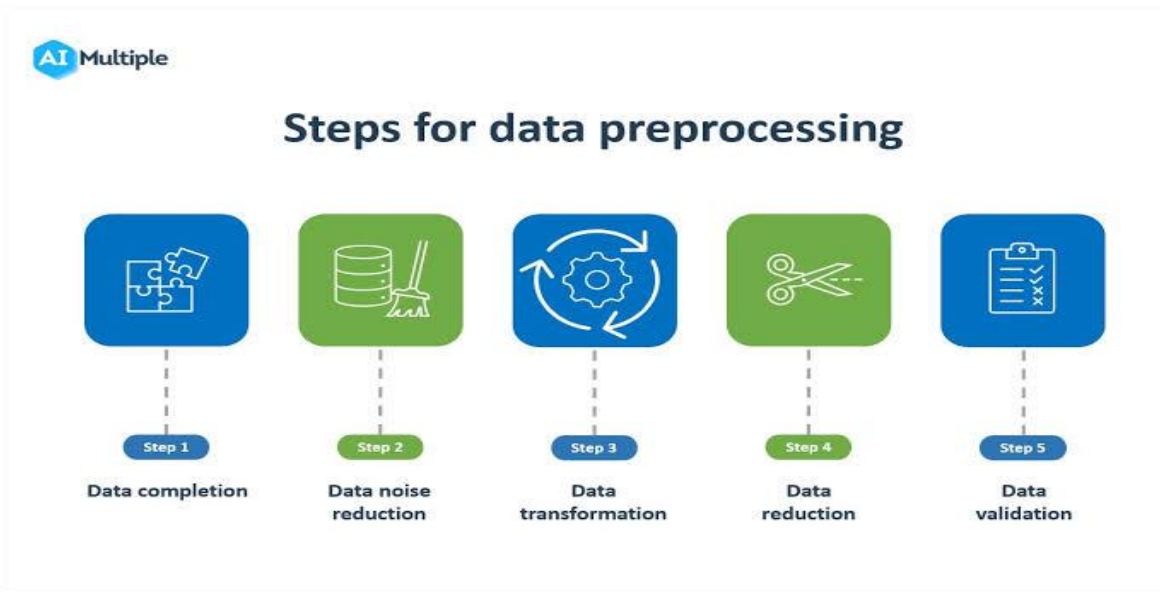 AI Multiple
Steps for data preprocessing
Step 1
Data completion
Step 2
Data noise
reduction
Step 3
Data
transformation
Step 4
Data
reduction
Step 5
Data
validation